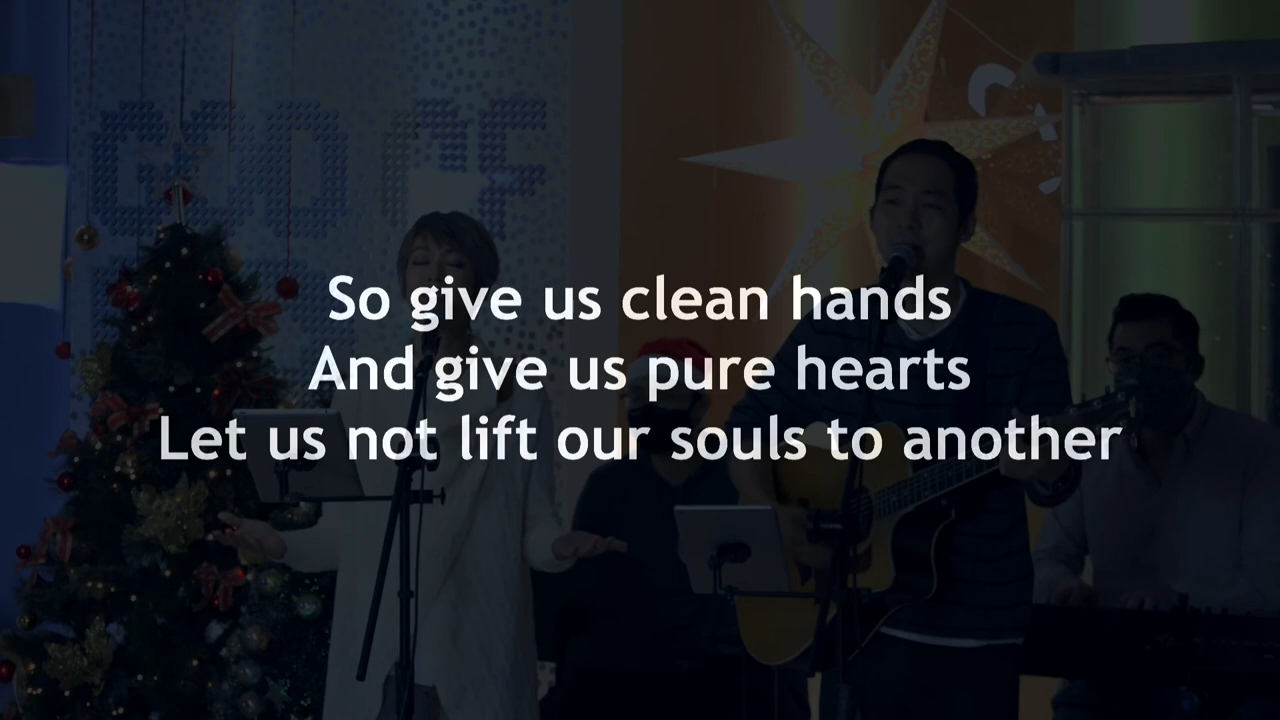 So give us clean hands
And give us pure hearts
Let us not lift our souls to another